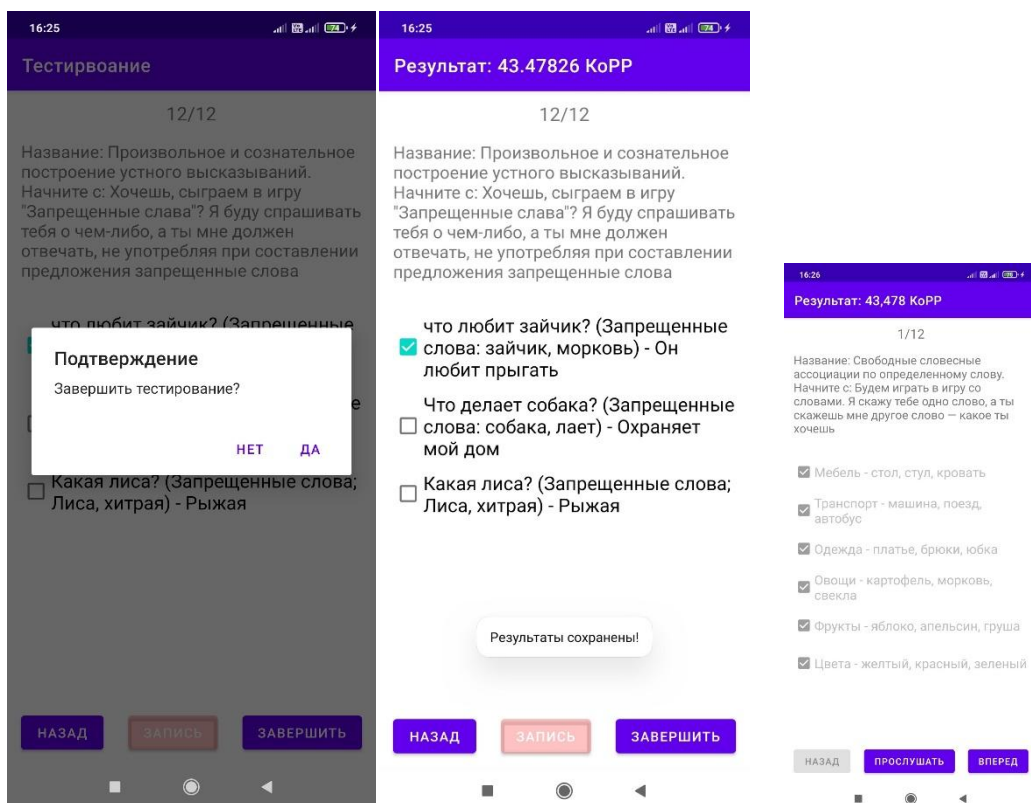 16:25
74
Тестирвоание
12/12
Название: Произвольное и сознательное
построение устного высказываний.
Начните с: Хочешь, сыграем в игру
"Запрещенные слава"? Я буду спрашивать
тебя о чем-либо, а ты мне должен
отвечать, не употребляя при составлении
предложения запрещенные слова
что любит зайчик? (Запрещенные
Подтверждение
Завершить тестирование?
НЕТ ДА
Какая лиса? (Запрещенные слова;
Лиса, хитрая) - Рыжая
НАЗАД ЗАПИСЬ ЗАВЕРШИТЬ
16:25
74
Результат: 43.47826 КоРР
12/12
Название: Произвольное и сознательное
построение устного высказываний.
Начните с: Хочешь, сыграем в игру
"Запрещенные слава"? Я буду спрашивать
тебя о чем-либо, а ты мне должен
отвечать, не употребляя при составлении
предложения запрещенные слова
что любит зайчик? (Запрещенные
слова: зайчик, морковь) - Он
любит прыгать
Что делает собака? (Запрещенные
слова: собака, лает) - Охраняет
мой дом
Какая лиса? (Запрещенные слова;
Лиса, хитрая) - Рыжая
Результаты сохранены!
НАЗАД ЗАПИСЬ ЗАВЕРШИТЬ
16:26
Результат: 43,478 КоРР
1/12
Название: Свободные словесные
ассоциации по определенному слову.
Начните с: Будем играть в игру со
словами. Я скажу тебе одно слово, а ты
скажешь мне другое слово — какое ты
хочешь
Мебель - стол, стул, кровать
Транспорт - машина, поезд,
автобус
Одежда - платье, брюки, юбка
Овощи - картофель, морковь,
свекла
Фрукты - яблоко, апельсин, груша
Цвета - желтый, красный, зеленый
НАЗАД ПРОСЛУШАТЬ ВПЕРЕД